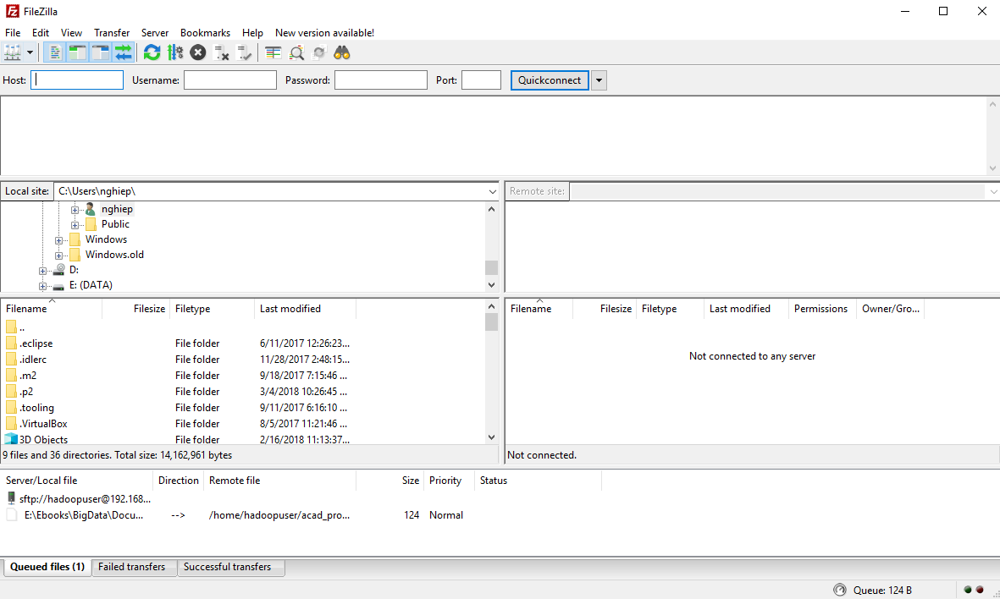 FileZilla
File Edit View Transfer Server Bookmarks Help New version available!
Host: Username: Password: Port: Quickconnect
Local site: C:\Users\nghiep\ Remote site:
nghiep
Public
Windows
Windows.old
D:
E: (DATA)
Filename Filesize Filetype Last modified Filename Filesize Filetype Last modified Permissions Owner/Gro...
..
.eclipse File folder 6/11/2017 12:26:23...
.idlerc File folder 11/28/2017 2:48:15...
.m2 File folder 9/18/2017 7:15:46 ...
.p2 File folder 3/4/2018 10:26:45 ...
.tooling File folder 9/11/2017 6:16:10 ...
.VirtualBox File folder 8/5/2017 11:21:46 ...
3D Objects File folder 2/16/2018 11:13:37...
Not connected to any server
9 files and 36 directories. Total size: 14,162,961 bytes Not connected.
Server/Local file Direction Remote file Size Priority Status
sftp://hadoopuser@192.168...
E:\Ebooks\BigData\Docu... --> /home/hadoopuser/acad_pro... 124 Normal
Queued files (1) Failed transfers Successful transfers
Queue: 124 B